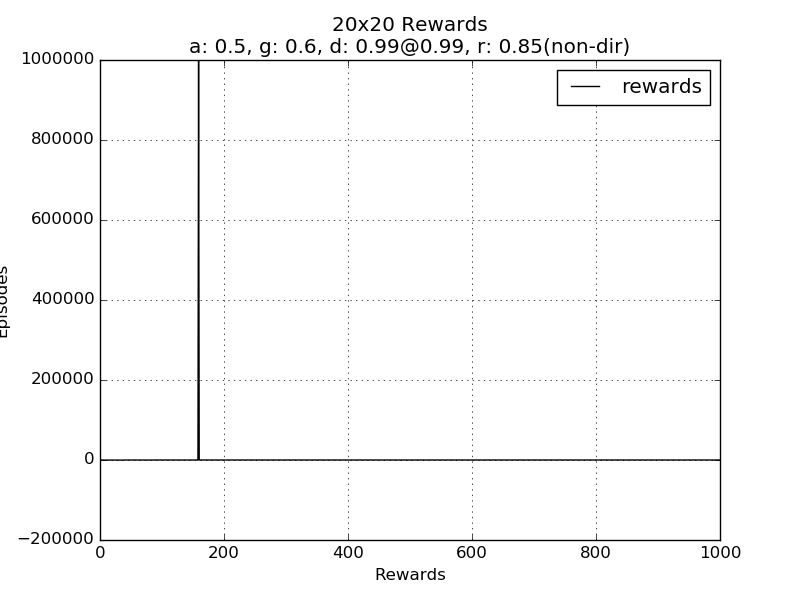 20x20 Rewards
a: 0.5, g: 0.6, d: 0.99@0.99, r: 0.85(non-dir)
rewards
1000000
800000
600000
400000
200000
0
−200000
Episodes
0 200 400 600 800 1000
Rewards